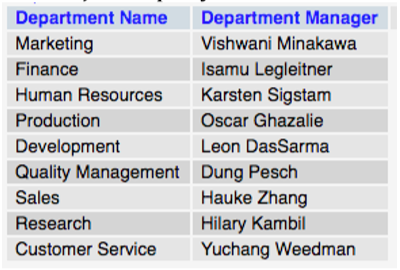 Department Name Department Manager
Marketing Vishwani Minakawa
Finance Isamu Legleitner
Human Resources Karsten Sigstam
Production Oscar Ghazalie
Development Leon DasSarma
Quality Management Dung Pesch
Sales Hauke Zhang
Research Hilary Kambil
Customer Service Yuchang Weedman